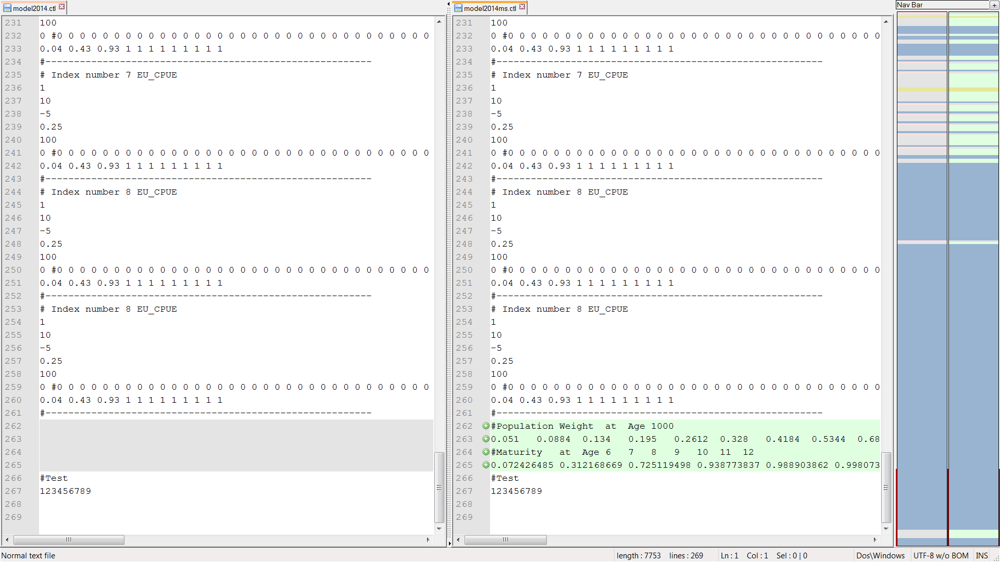 model2014.ctl
231 100
232 0 #0 0 0 0 0 0 0 0 0 0 0 0 0 0 0 0 0 0 0 0 0 0 0 0 0 0 0 0 0 0 0 0 0
233 0.04 0.43 0.93 1 1 1 1 1 1 1 1 1
234 #---------------------------------------------------------
235 # Index number 7 EU_CPUE
236 1
237 10
238 -5
239 0.25
240 100
241 0 #0 0 0 0 0 0 0 0 0 0 0 0 0 0 0 0 0 0 0 0 0 0 0 0 0 0 0 0 0 0 0 0 0
242 0.04 0.43 0.93 1 1 1 1 1 1 1 1 1
243 #---------------------------------------------------------
244 # Index number 8 EU_CPUE
245 1
246 10
247 -5
248 0.25
249 100
250 0 #0 0 0 0 0 0 0 0 0 0 0 0 0 0 0 0 0 0 0 0 0 0 0 0 0 0 0 0 0 0 0 0 0
251 0.04 0.43 0.93 1 1 1 1 1 1 1 1 1
252 #---------------------------------------------------------
253 # Index number 8 EU_CPUE
254 1
255 10
256 -5
257 0.25
258 100
259 0 #0 0 0 0 0 0 0 0 0 0 0 0 0 0 0 0 0 0 0 0 0 0 0 0 0 0 0 0 0 0 0 0 0
260 0.04 0.43 0.93 1 1 1 1 1 1 1 1 1
261 #---------------------------------------------------------
262
263
264
265
266 #Test
267 123456789
268
269
model2014ms.ctl
231 100
232 0 #0 0 0 0 0 0 0 0 0 0 0 0 0 0 0 0 0 0 0 0 0 0 0 0 0 0 0 0 0 0 0 0 0
233 0.04 0.43 0.93 1 1 1 1 1 1 1 1 1
234 #---------------------------------------------------------
235 # Index number 7 EU_CPUE
236 1
237 10
238 -5
239 0.25
240 100
241 0 #0 0 0 0 0 0 0 0 0 0 0 0 0 0 0 0 0 0 0 0 0 0 0 0 0 0 0 0 0 0 0 0 0
242 0.04 0.43 0.93 1 1 1 1 1 1 1 1 1
243 #---------------------------------------------------------
244 # Index number 8 EU_CPUE
245 1
246 10
247 -5
248 0.25
249 100
250 0 #0 0 0 0 0 0 0 0 0 0 0 0 0 0 0 0 0 0 0 0 0 0 0 0 0 0 0 0 0 0 0 0 0
251 0.04 0.43 0.93 1 1 1 1 1 1 1 1 1
252 #---------------------------------------------------------
253 # Index number 8 EU_CPUE
254 1
255 10
256 -5
257 0.25
258 100
259 0 #0 0 0 0 0 0 0 0 0 0 0 0 0 0 0 0 0 0 0 0 0 0 0 0 0 0 0 0 0 0 0 0 0
260 0.04 0.43 0.93 1 1 1 1 1 1 1 1 1
261 #---------------------------------------------------------
262 #Population Weight at Age 1000
263 0.051 0.0884 0.134 0.195 0.2612 0.328 0.4184 0.5344 0.68
264 #Maturity at Age 6 7 8 9 10 11 12
265 0.072426485 0.312168669 0.725119498 0.938773837 0.988903862 0.998073
266 #Test
267 123456789
268
269
Nav Bar +
Normal text file length : 7753 lines : 269 Ln : 1 Col : 1 Sel : 0 | 0 Dos\Windows UTF-8 w/o BOM INS